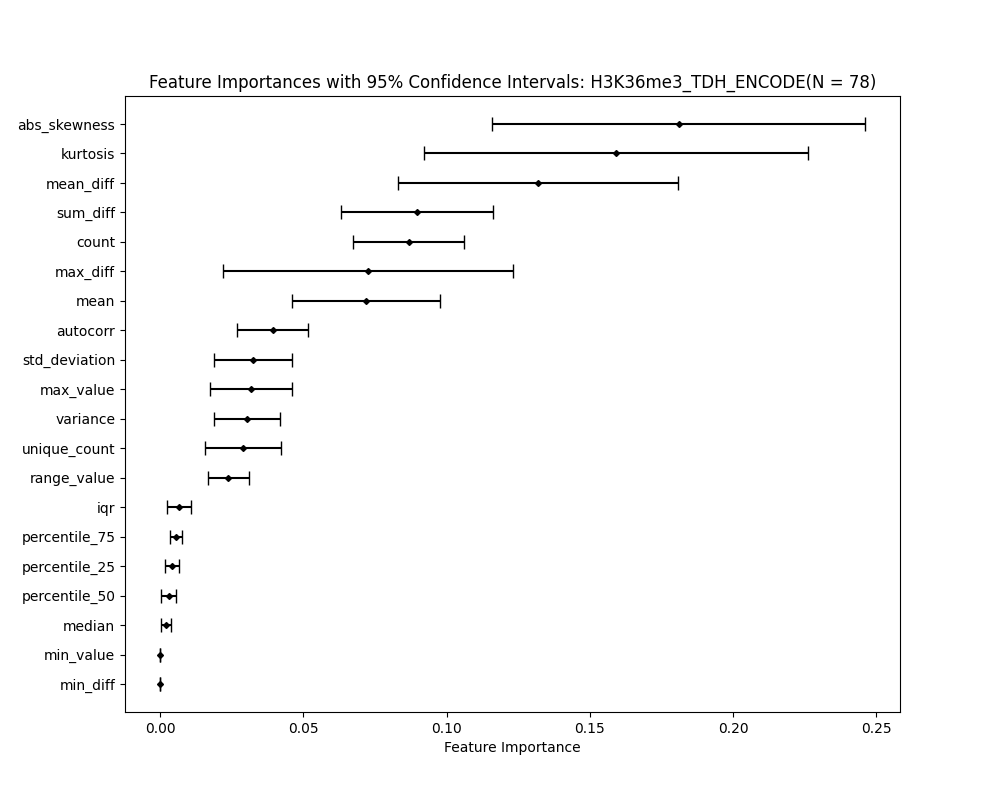 Feature Importances with 95% Confidence Intervals: H3K36me3_TDH_ENCODE(N = 78)
abs_skewness
kurtosis
mean_diff
sum_diff
count
max_diff
mean
autocorr
std_deviation
max_value
variance
unique_count
range_value
iqr
percentile_75
percentile_25
percentile_50
median
min_value
min_diff
0.00 0.05 0.10 0.15 0.20 0.25
Feature Importance